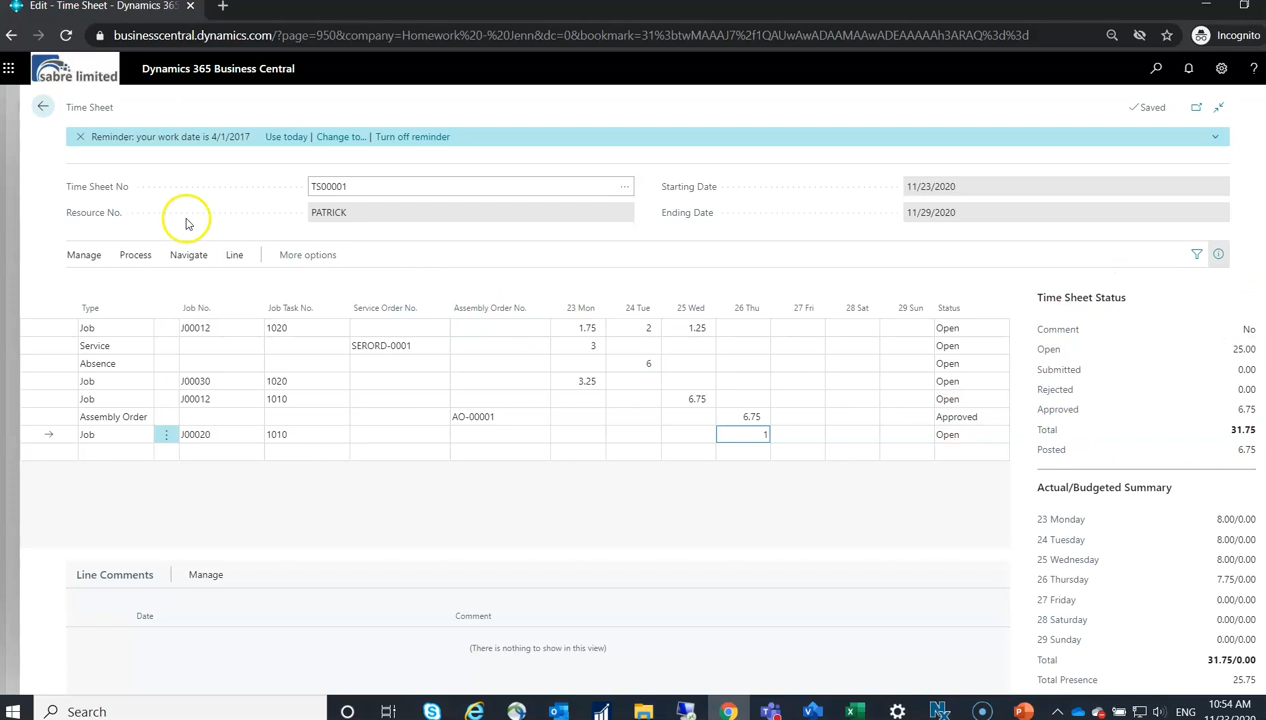 Edit - Time Sheet - Dynamics 365
businesscentral.dynamics.com/?page=950&company=Homework%20-%20Jenn&dc=0&bookmark=31%3btwMAAAJ7%2f1QAUwAwADAAMAAwADEAAAAAh3ARAQ%3d%3d
Incognito
sabre limited
Dynamics 365 Business Central
?
Time Sheet
Saved
Reminder: your work date is 4/1/2017 Use today | Change to... | Turn off reminder
Time Sheet No TS00001 ... Starting Date 11/23/2020
Resource No. PATRICK Ending Date 11/29/2020
Manage Process Navigate Line More options
Type Job No. Job Task No. Service Order No. Assembly Order No. 23 Mon 24 Tue 25 Wed 26 Thu 27 Fri 28 Sat 29 Sun Status
Job J00012 1020 1.75 2 1.25 Open
Service SERORD-0001 3 Open
Absence 6 Open
Job J00030 1020 3.25 Open
Job J00012 1010 6.75 Open
Assembly Order AO-00001 6.75 Approved
Job J00020 1010 1 Open
Time Sheet Status
Comment No
Open 25.00
Submitted 0.00
Rejected 0.00
Approved 6.75
Total 31.75
Posted 6.75
Actual/Budgeted Summary
23 Monday 8.00/0.00
24 Tuesday 8.00/0.00
25 Wednesday 8.00/0.00
26 Thursday 7.75/0.00
27 Friday 0.00/0.00
28 Saturday 0.00/0.00
29 Sunday 0.00/0.00
Total 31.75/0.00
Total Presence 25.75
Line Comments Manage
Date Comment
(There is nothing to show in this view)
Search
ENG
10:54 AM
11/23/2020